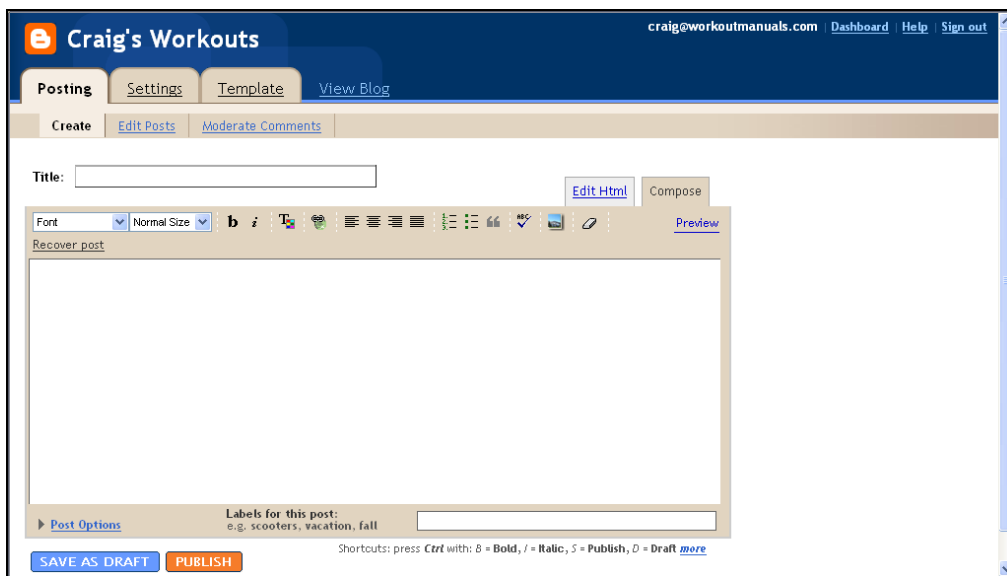 craig@workoutmanuals.com | Dashboard | Help | Sign out
Craig's Workouts
Posting Settings Template View Blog
Create Edit Posts Moderate Comments
Title:
Edit Html Compose
Font Normal Size b i T ABC Preview
Recover post
Labels for this post:
Post Options e.g. scooters, vacation, fall
Shortcuts: press Ctrl with: B = Bold, I = Italic, S = Publish, D = Draft more
SAVE AS DRAFT PUBLISH